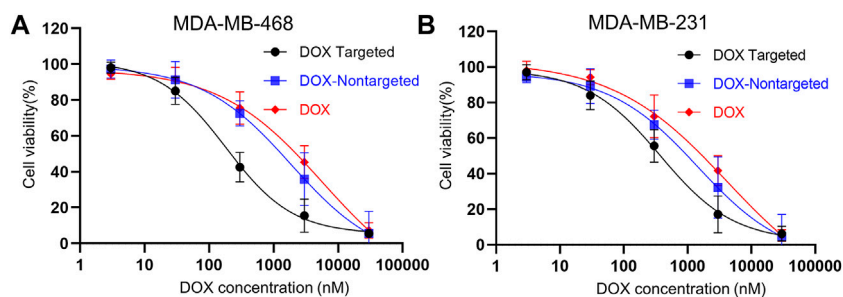 A
MDA-MB-468
120
100
80
60
40
20
0
Cell viability(%)
DOX Targeted
DOX-Nontargeted
DOX
1 10 100 1000 10000 100000
DOX concentration (nM)
B
MDA-MB-231
120
100
80
60
40
20
0
Cell viability(%)
DOX Targeted
DOX-Nontargeted
DOX
1 10 100 1000 10000 100000
DOX concentration (nM)